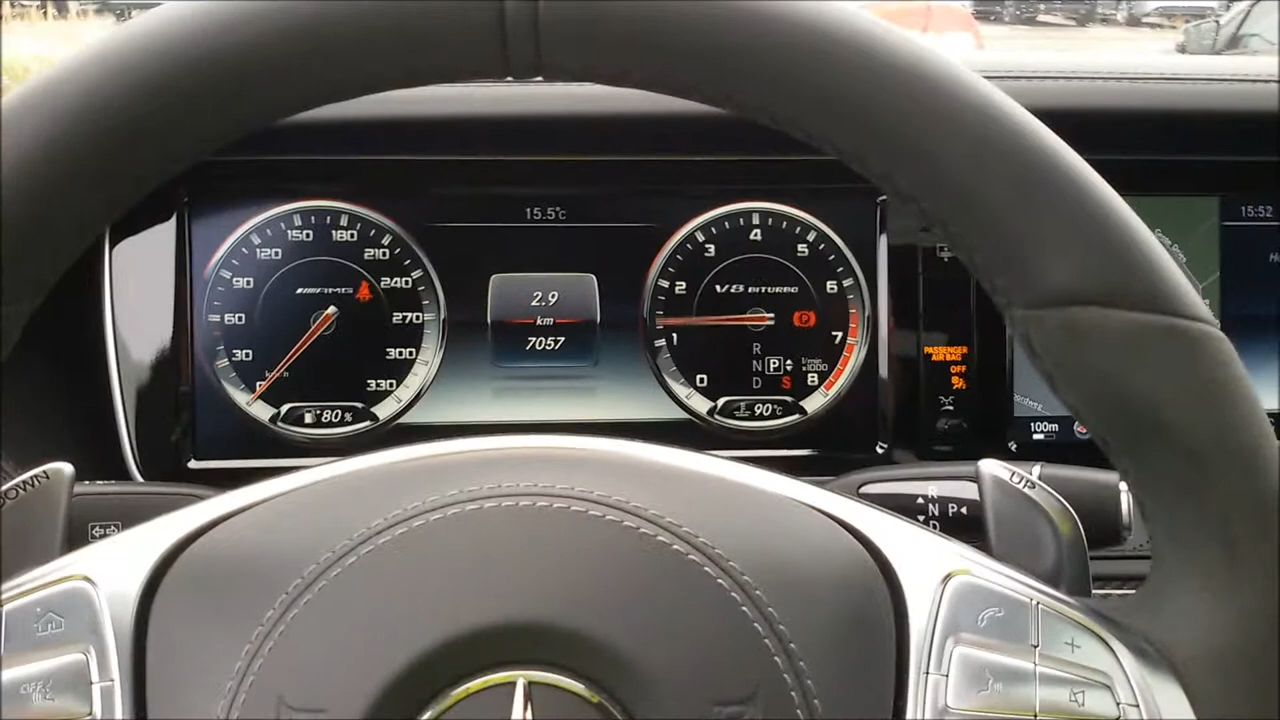 15:52
15.5°c
150 180
120 210
90 240
60 270
30 300
330
AMG
km/h
80 %
2.9
km
7057
4
3 5
2 6
1 7
0 8
V8 BITURBO
P
R
N P
D S
1/min
x1000
90°c
PASSENGER
AIR BAG
OFF
100m
DOWN
UP
R
N P
D
OFF
+